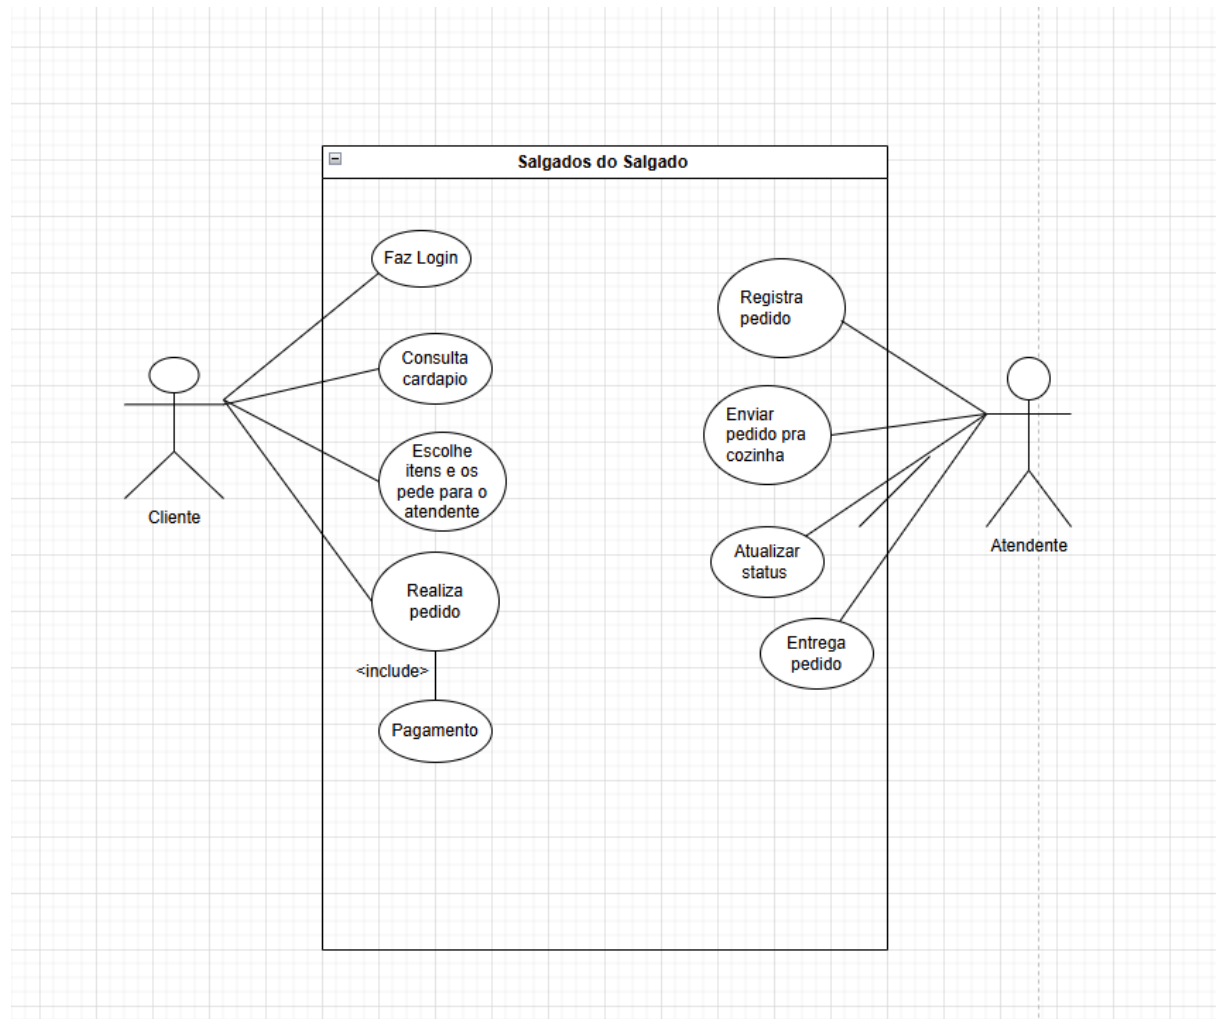 Salgados do Salgado
Faz Login
Consulta
cardapio
Escolhe
itens e os
pede para o
atendente
Realiza
pedido
<include>
Pagamento
Cliente
Registra
pedido
Enviar
pedido pra
cozinha
Atualizar
status
Entrega
pedido
Atendente